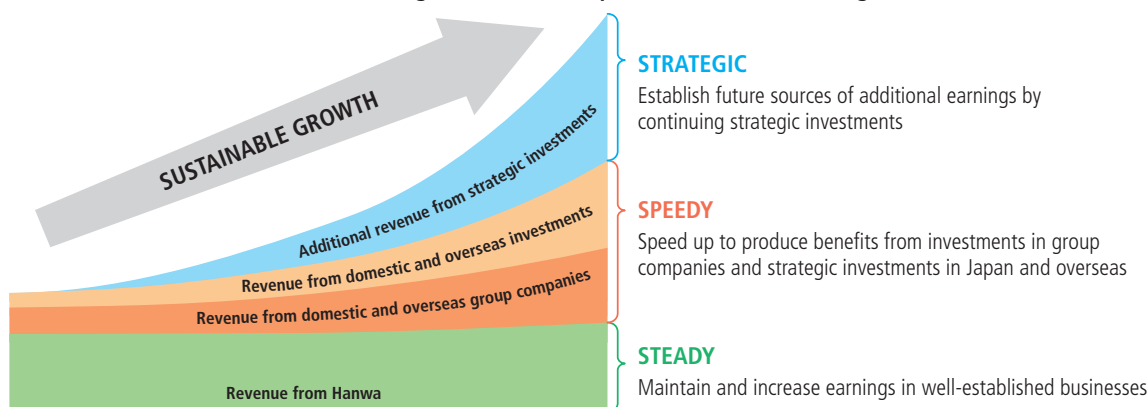 SUSTAINABLE GROWTH
Additional revenue from strategic investments
Revenue from domestic and overseas investments
Revenue from domestic and overseas group companies
Revenue from Hanwa
STRATEGIC
Establish future sources of additional earnings by
continuing strategic investments
SPEEDY
Speed up to produce benefits from investments in group
companies and strategic investments in Japan and overseas
STEADY
Maintain and increase earnings in well-established businesses